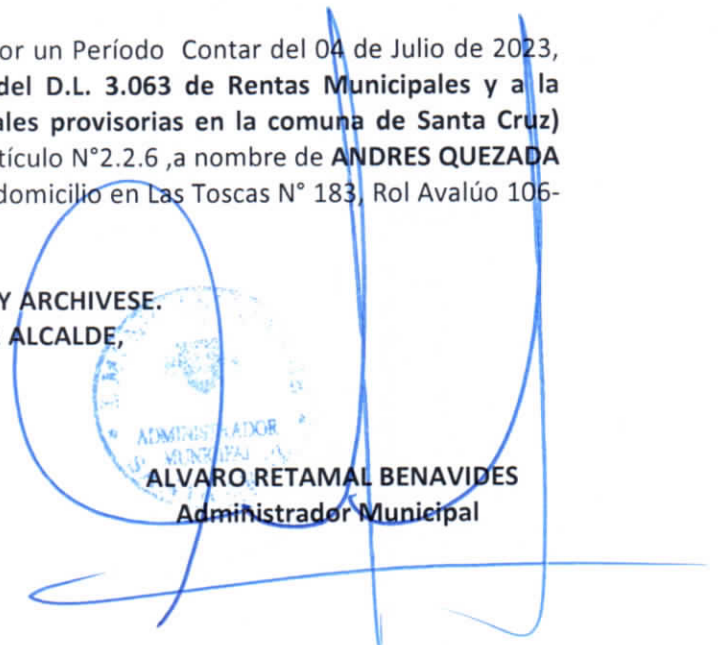 or un Período Contar del 04 de Julio de 2023,
del D.L. 3.063 de Rentas Municipales y a la
ales provisorias en la comuna de Santa Cruz)
tículo N°2.2.6 ,a nombre de ANDRES QUEZADA
domicilio en Las Toscas N° 183, Rol Avalúo 106-
Y ARCHIVESE.
ALCALDE,
ADMINISTRADOR
MUNICIPAL
ALVARO RETAMAL BENAVIDES
Administrador Municipal